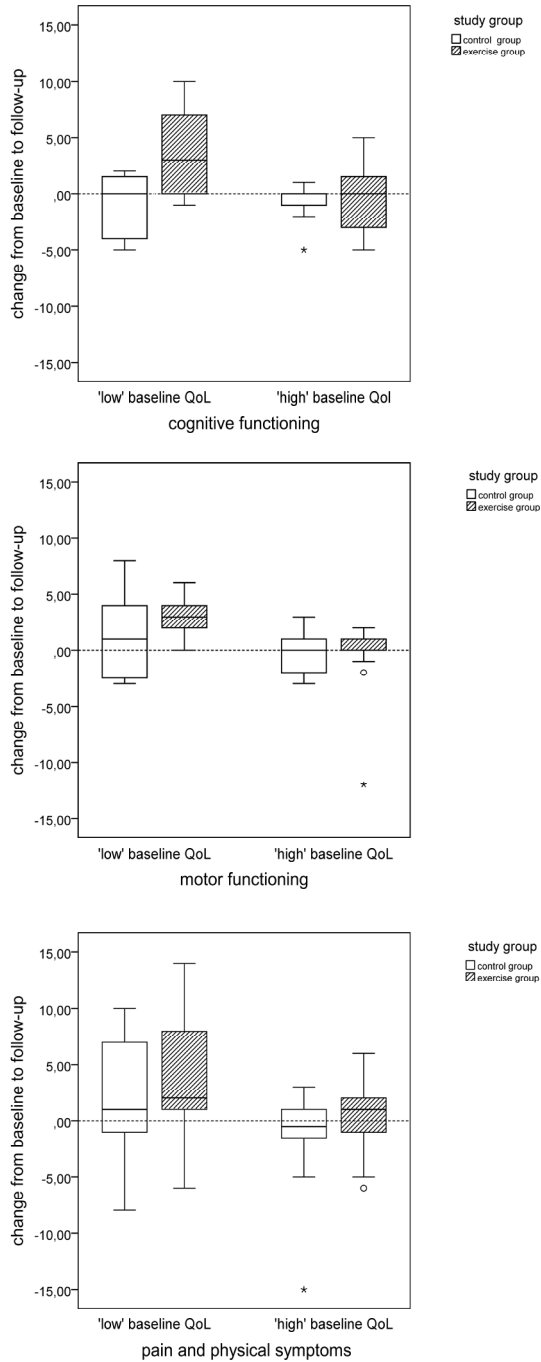 study group
control group
exercise group
change from baseline to follow-up
15,00
10,00
5,00
,00
-5,00
-10,00
-15,00
*
'low' baseline QoL
'high' baseline Qol
cognitive functioning
study group
control group
exercise group
change from baseline to follow-up
15,00
10,00
5,00
,00
-5,00
-10,00
-15,00
*
'low' baseline QoL
'high' baseline QoL
motor functioning
study group
control group
exercise group
change from baseline to follow-up
15,00
10,00
5,00
,00
-5,00
-10,00
-15,00
*
'low' baseline QoL
'high' baseline QoL
pain and physical symptoms